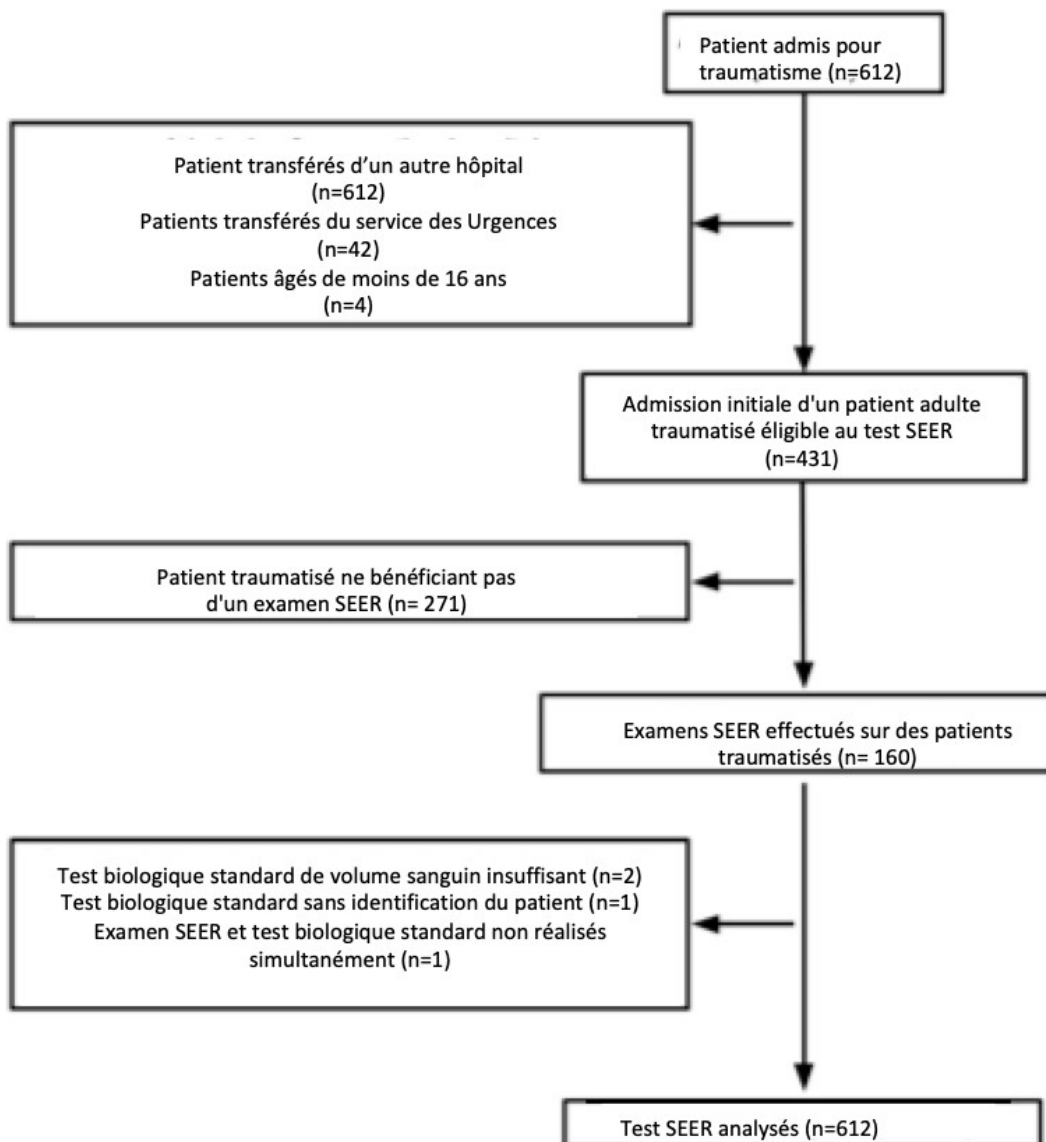 Patient admis pour
traumatisme (n=612)
Patient transférés d’un autre hôpital
(n=612)
Patients transférés du service des Urgences
(n=42)
Patients âgés de moins de 16 ans
(n=4)
Admission initiale d'un patient adulte
traumatisé éligible au test SEER
(n=431)
Patient traumatisé ne bénéficiant pas
d'un examen SEER (n= 271)
Examens SEER effectués sur des patients
traumatisés (n= 160)
Test biologique standard de volume sanguin insuffisant (n=2)
Test biologique standard sans identification du patient (n=1)
Examen SEER et test biologique standard non réalisés
simultanément (n=1)
Test SEER analysés (n=612)